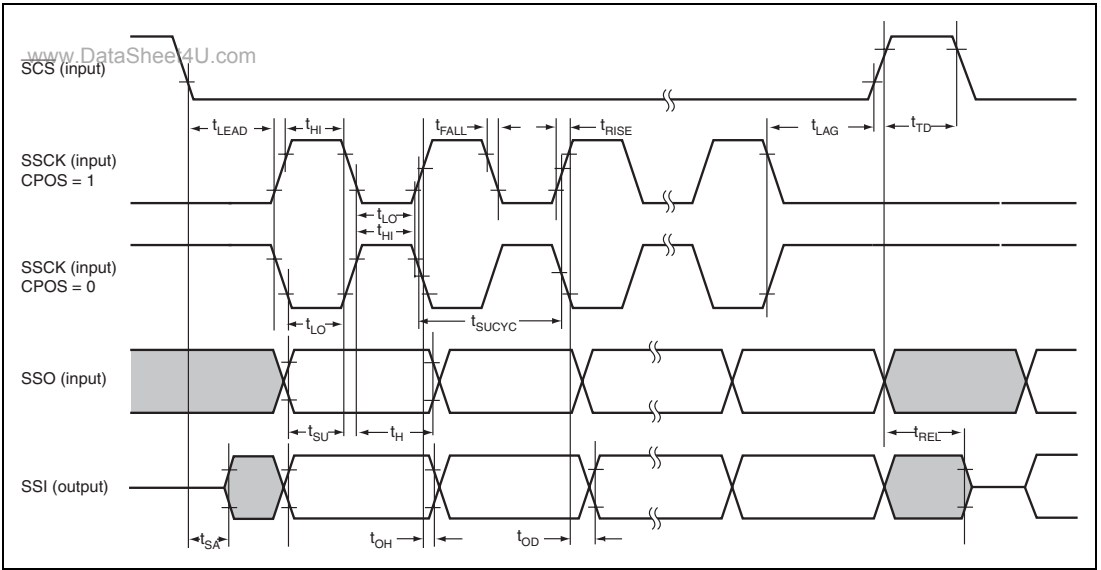 www.DataSheet4U.com
SCS (input)
tLEAD tHI tFALL tRISE tLAG tTD
SSCK (input)
CPOS = 1
tLO
tHI
SSCK (input)
CPOS = 0
tLO tSUCYC
SSO (input)
tSU tH tREL
SSI (output)
tSA tOH tOD